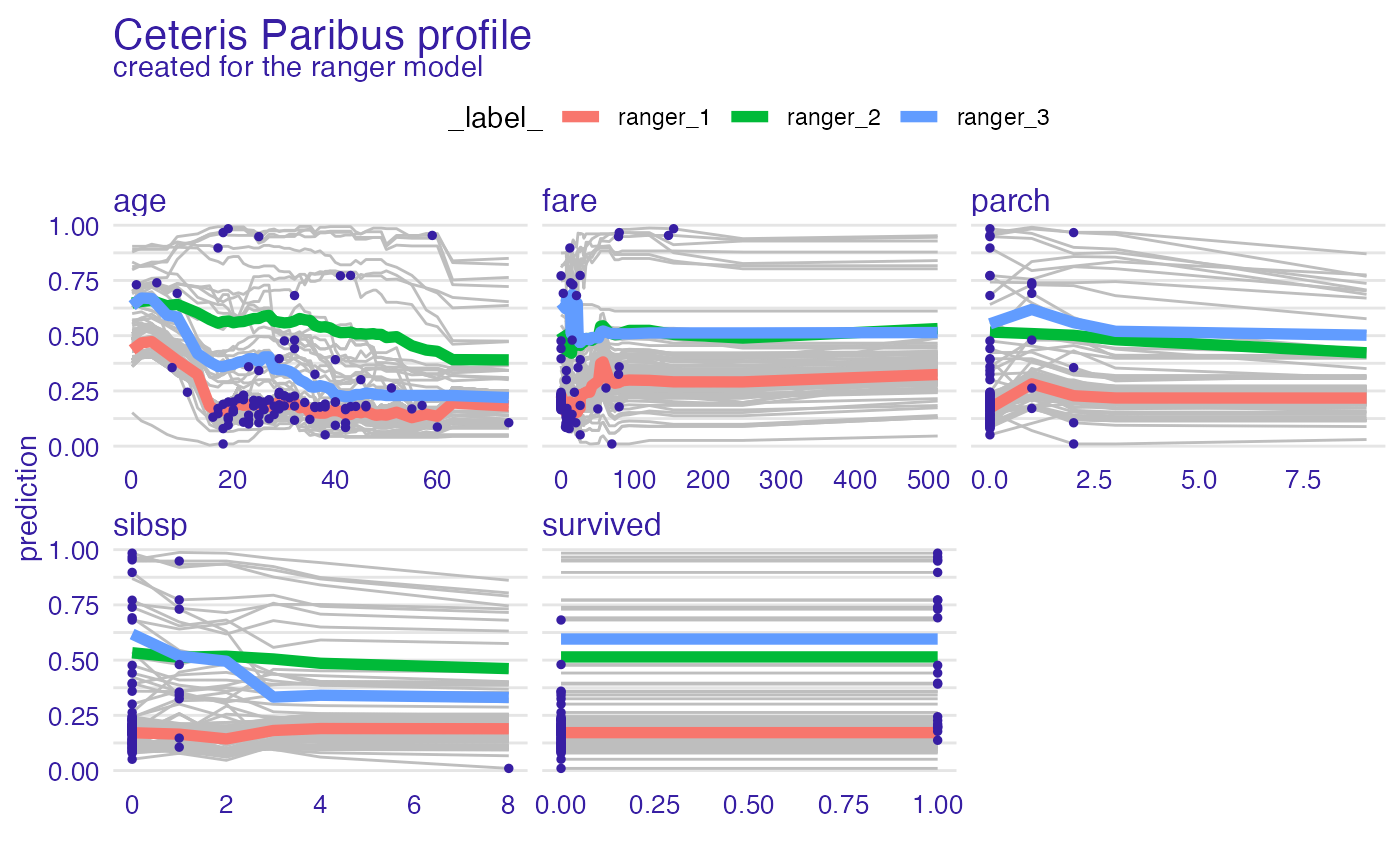 Ceteris Paribus profile
created for the ranger model
_label_ ranger_1 ranger_2 ranger_3
age fare parch
1.00
0.75
0.50
0.25
0.00
0 20 40 60 0 100 200 300 400 500 0.0 2.5 5.0 7.5
prediction
sibsp survived
1.00
0.75
0.50
0.25
0.00
0 2 4 6 8 0.00 0.25 0.50 0.75 1.00